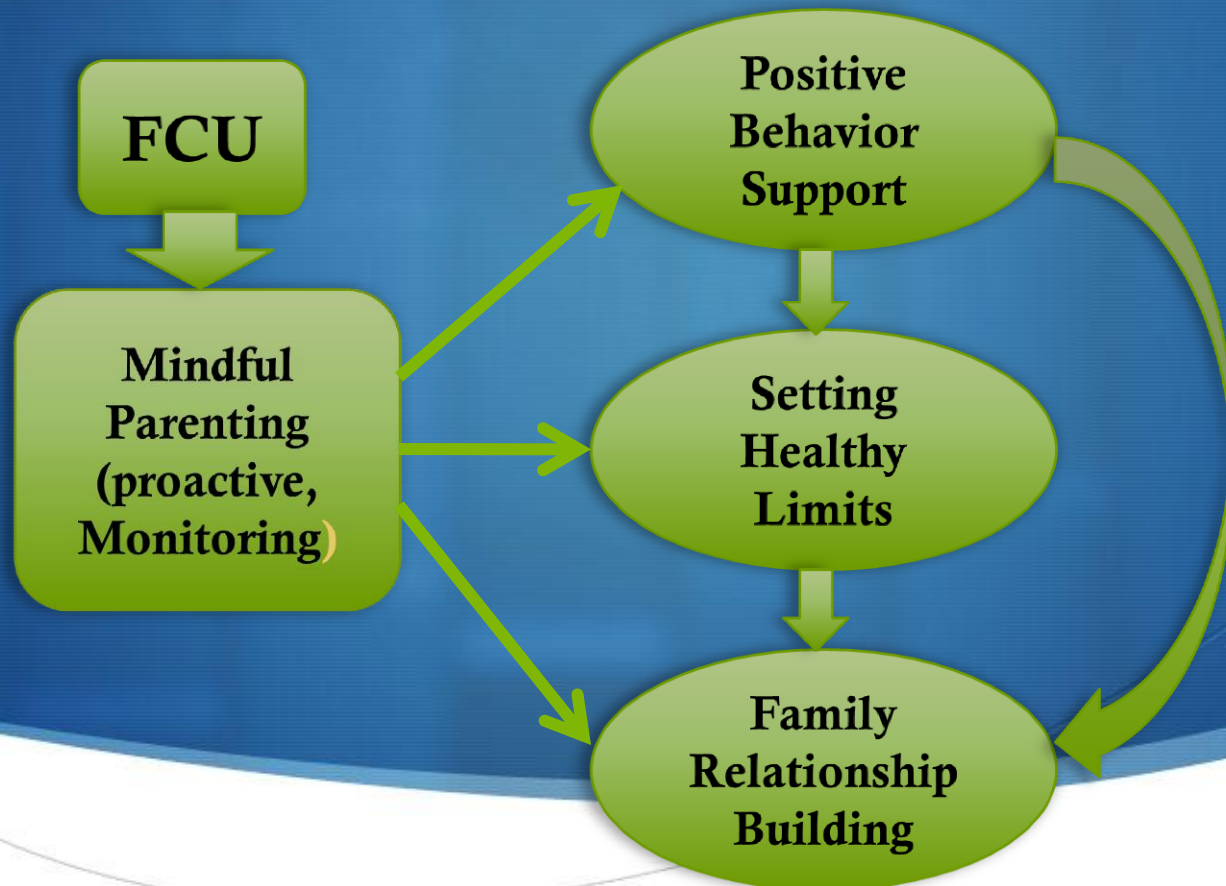 FCU
Mindful
Parenting
(proactive,
Monitoring)
Positive
Behavior
Support
Setting
Healthy
Limits
Family
Relationship
Building